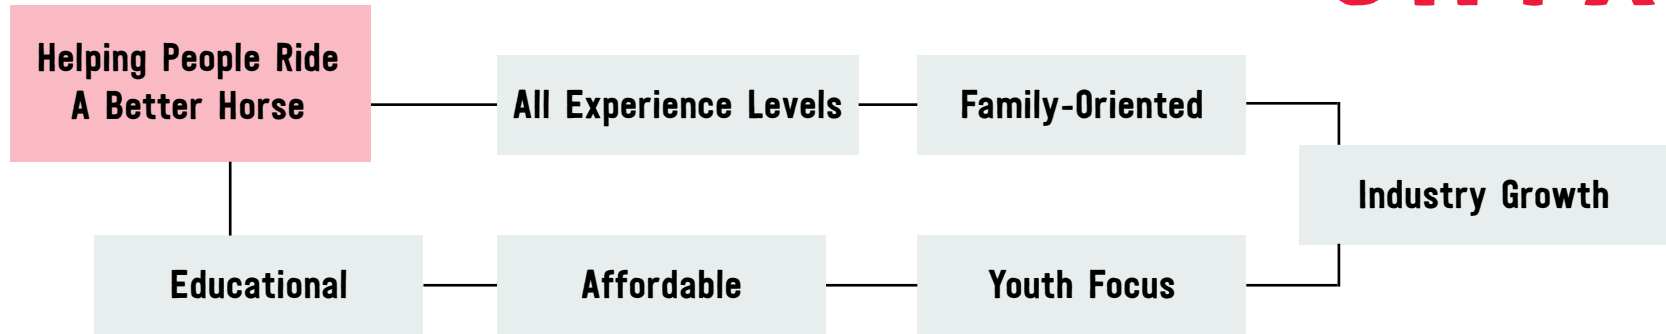 Helping People Ride
A Better Horse
All Experience Levels
Family-Oriented
Industry Growth
Educational
Affordable
Youth Focus